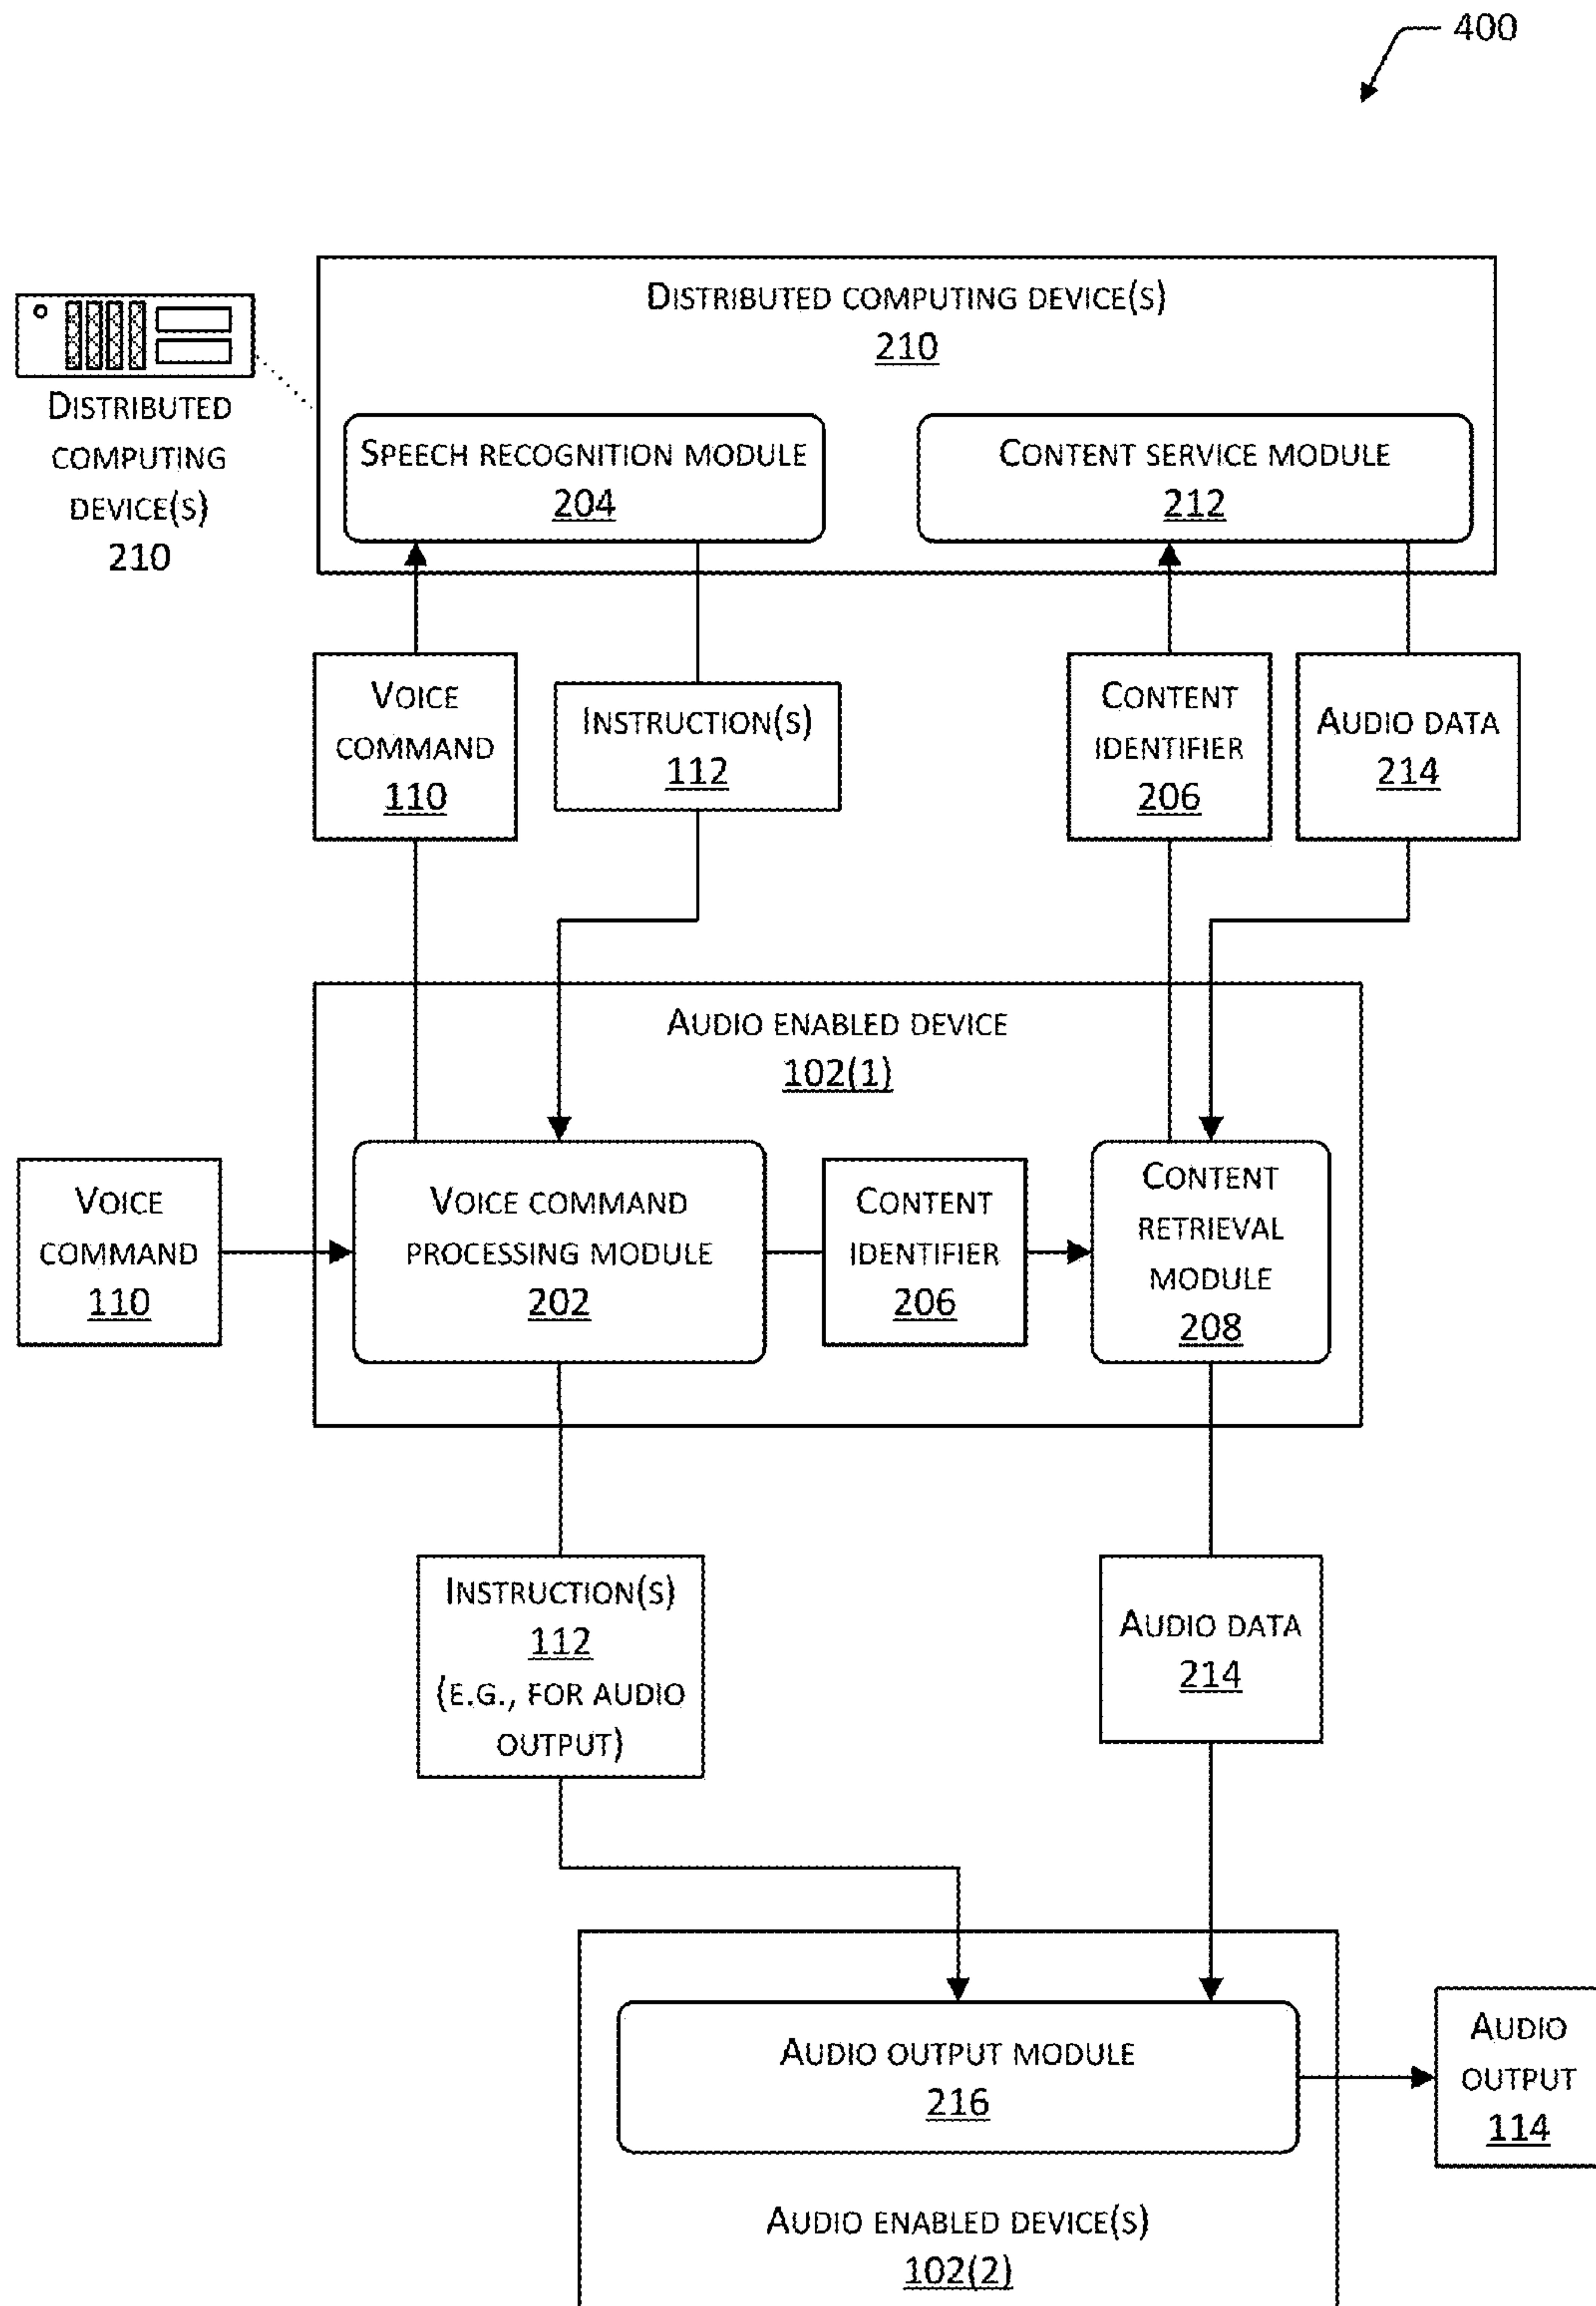 400
Distributed computing device(s)
210
Distributed
computing
device(s)
210
Speech recognition module
204
Content service module
212
Voice
command
110
Instruction(s)
112
Content
identifier
206
Audio data
214
Audio enabled device
102(1)
Voice
command
110
Voice command
processing module
202
Content
identifier
206
Content
retrieval
module
208
Instruction(s)
112
(e.g., for audio
output)
Audio data
214
Audio output module
216
Audio
output
114
Audio enabled device(s)
102(2)